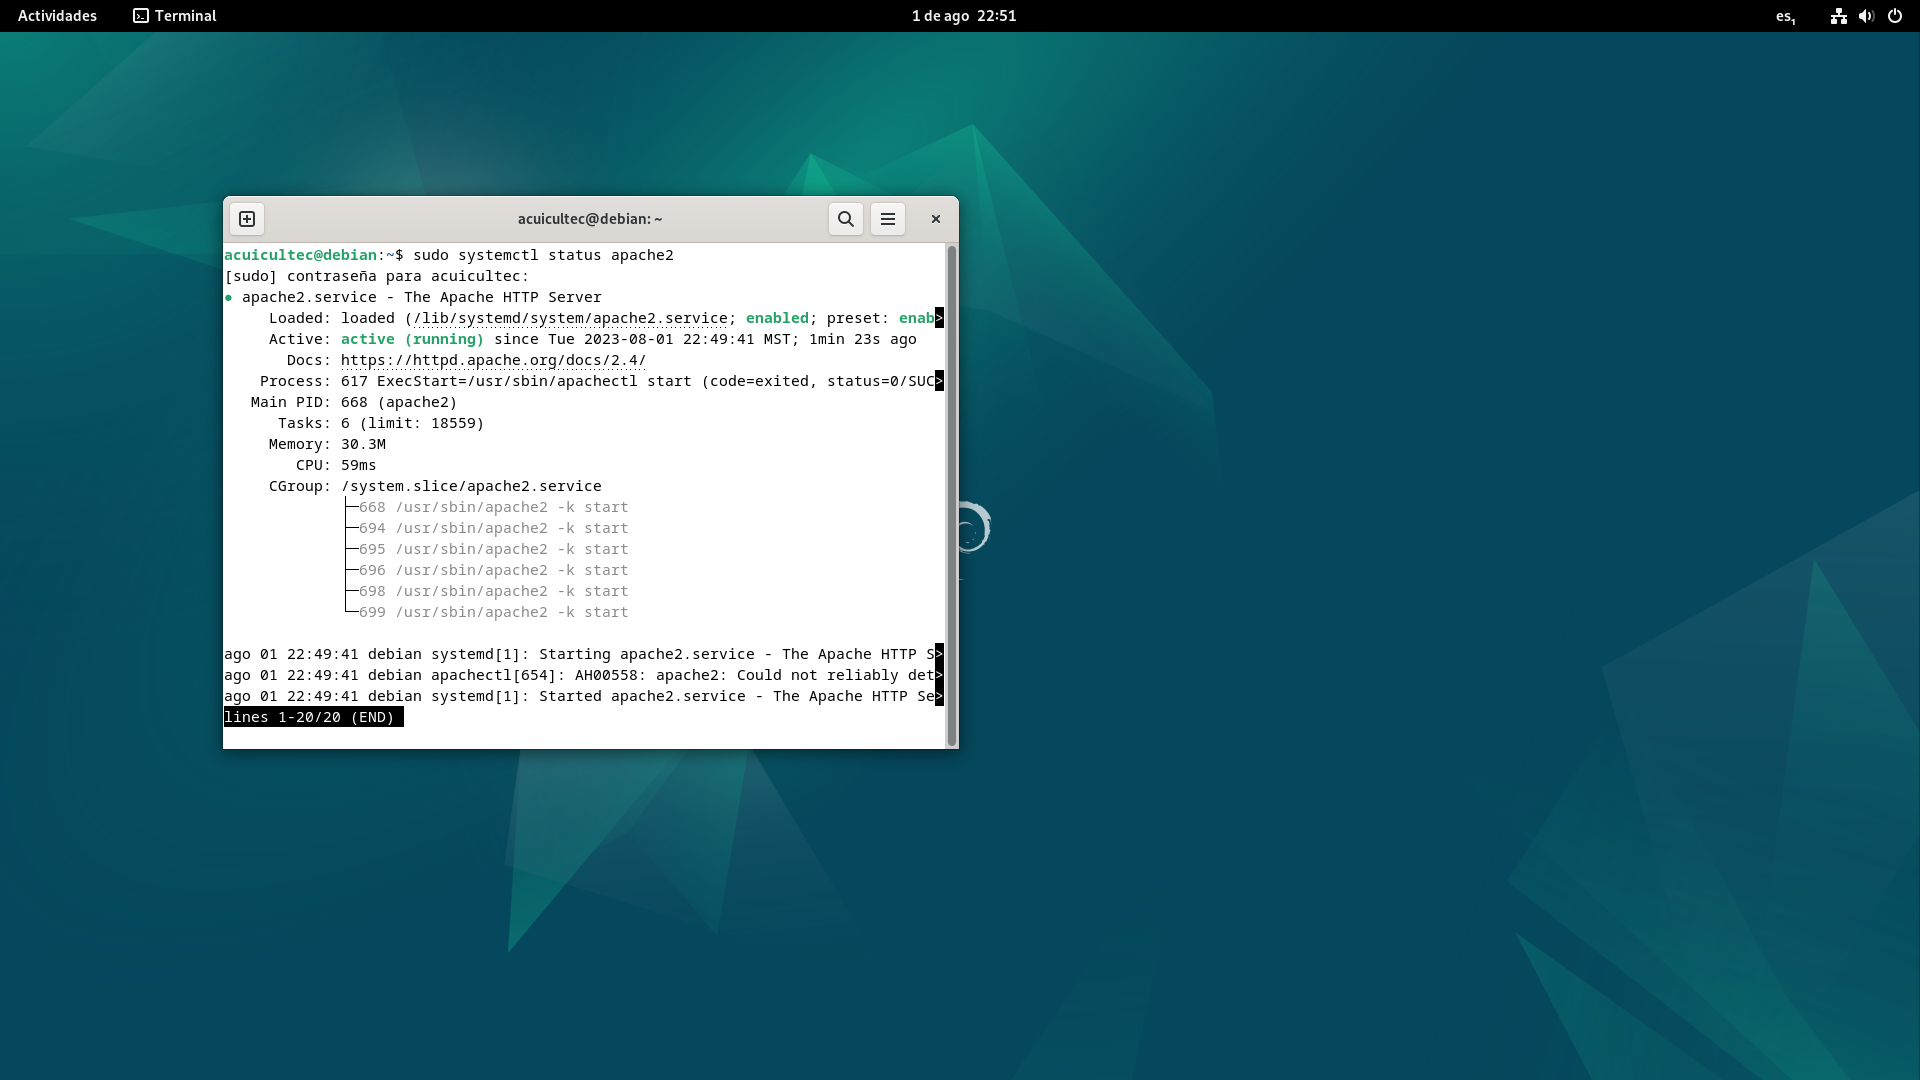 Actividades Terminal 1 de ago 22:51 es1
acuicultec@debian: ~
acuicultec@debian:~$ sudo systemctl status apache2
[sudo] contraseña para acuicultec:
● apache2.service - The Apache HTTP Server
     Loaded: loaded (/lib/systemd/system/apache2.service; enabled; preset: enab>
     Active: active (running) since Tue 2023-08-01 22:49:41 MST; 1min 23s ago
       Docs: https://httpd.apache.org/docs/2.4/
    Process: 617 ExecStart=/usr/sbin/apachectl start (code=exited, status=0/SUC>
   Main PID: 668 (apache2)
      Tasks: 6 (limit: 18559)
     Memory: 30.3M
        CPU: 59ms
     CGroup: /system.slice/apache2.service
             ├─668 /usr/sbin/apache2 -k start
             ├─694 /usr/sbin/apache2 -k start
             ├─695 /usr/sbin/apache2 -k start
             ├─696 /usr/sbin/apache2 -k start
             ├─698 /usr/sbin/apache2 -k start
             └─699 /usr/sbin/apache2 -k start
ago 01 22:49:41 debian systemd[1]: Starting apache2.service - The Apache HTTP S>
ago 01 22:49:41 debian apachectl[654]: AH00558: apache2: Could not reliably det>
ago 01 22:49:41 debian systemd[1]: Started apache2.service - The Apache HTTP Se>
lines 1-20/20 (END)